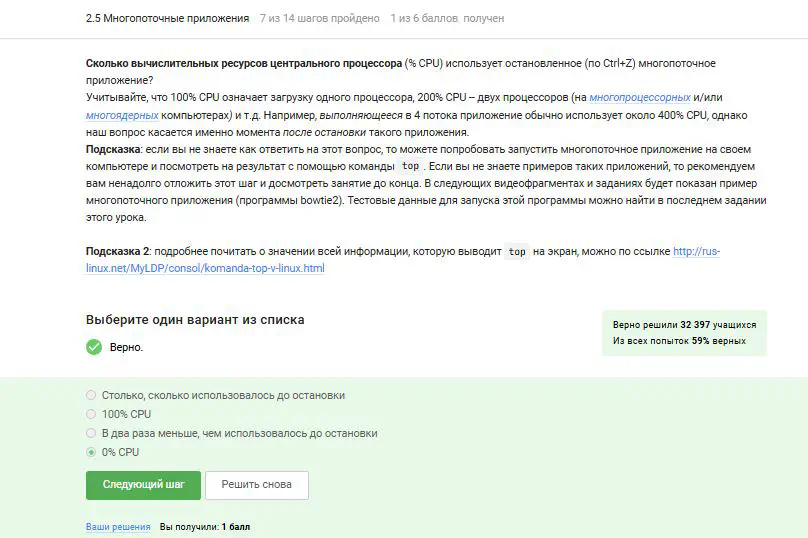 2.5 Многопоточные приложения 7 из 14 шагов пройдено 1 из 6 баллов получен
Сколько вычислительных ресурсов центрального процессора (% CPU) использует остановленное (по Ctrl+Z) многопоточное
приложение?
Учитывайте, что 100% CPU означает загрузку одного процессора, 200% CPU – двух процессоров (на многопроцессорных и/или
многоядерных компьютерах) и т.д. Например, выполняющееся в 4 потока приложение обычно использует около 400% CPU, однако
наш вопрос касается именно момента после остановки такого приложения.
Подсказка: если вы не знаете как ответить на этот вопрос, то можете попробовать запустить многопоточное приложение на своем
компьютере и посмотреть на результат с помощью команды top . Если вы не знаете примеров таких приложений, то рекомендуем
вам ненадолго отложить этот шаг и досмотреть занятие до конца. В следующих видеофрагментах и заданиях будет показан пример
многопоточного приложения (программы bowtie2). Тестовые данные для запуска этой программы можно найти в последнем задании
этого урока.
Подсказка 2: подробнее почитать о значении всей информации, которую выводит top на экран, можно по ссылке http://rus-
linux.net/MyLDP/consol/komanda-top-v-linux.html
Выберите один вариант из списка
Верно.
Верно решили 32 397 учащихся
Из всех попыток 59% верных
Столько, сколько использовалось до остановки
100% CPU
В два раза меньше, чем использовалось до остановки
0% CPU
Следующий шаг Решить снова
Ваши решения Вы получили: 1 балл